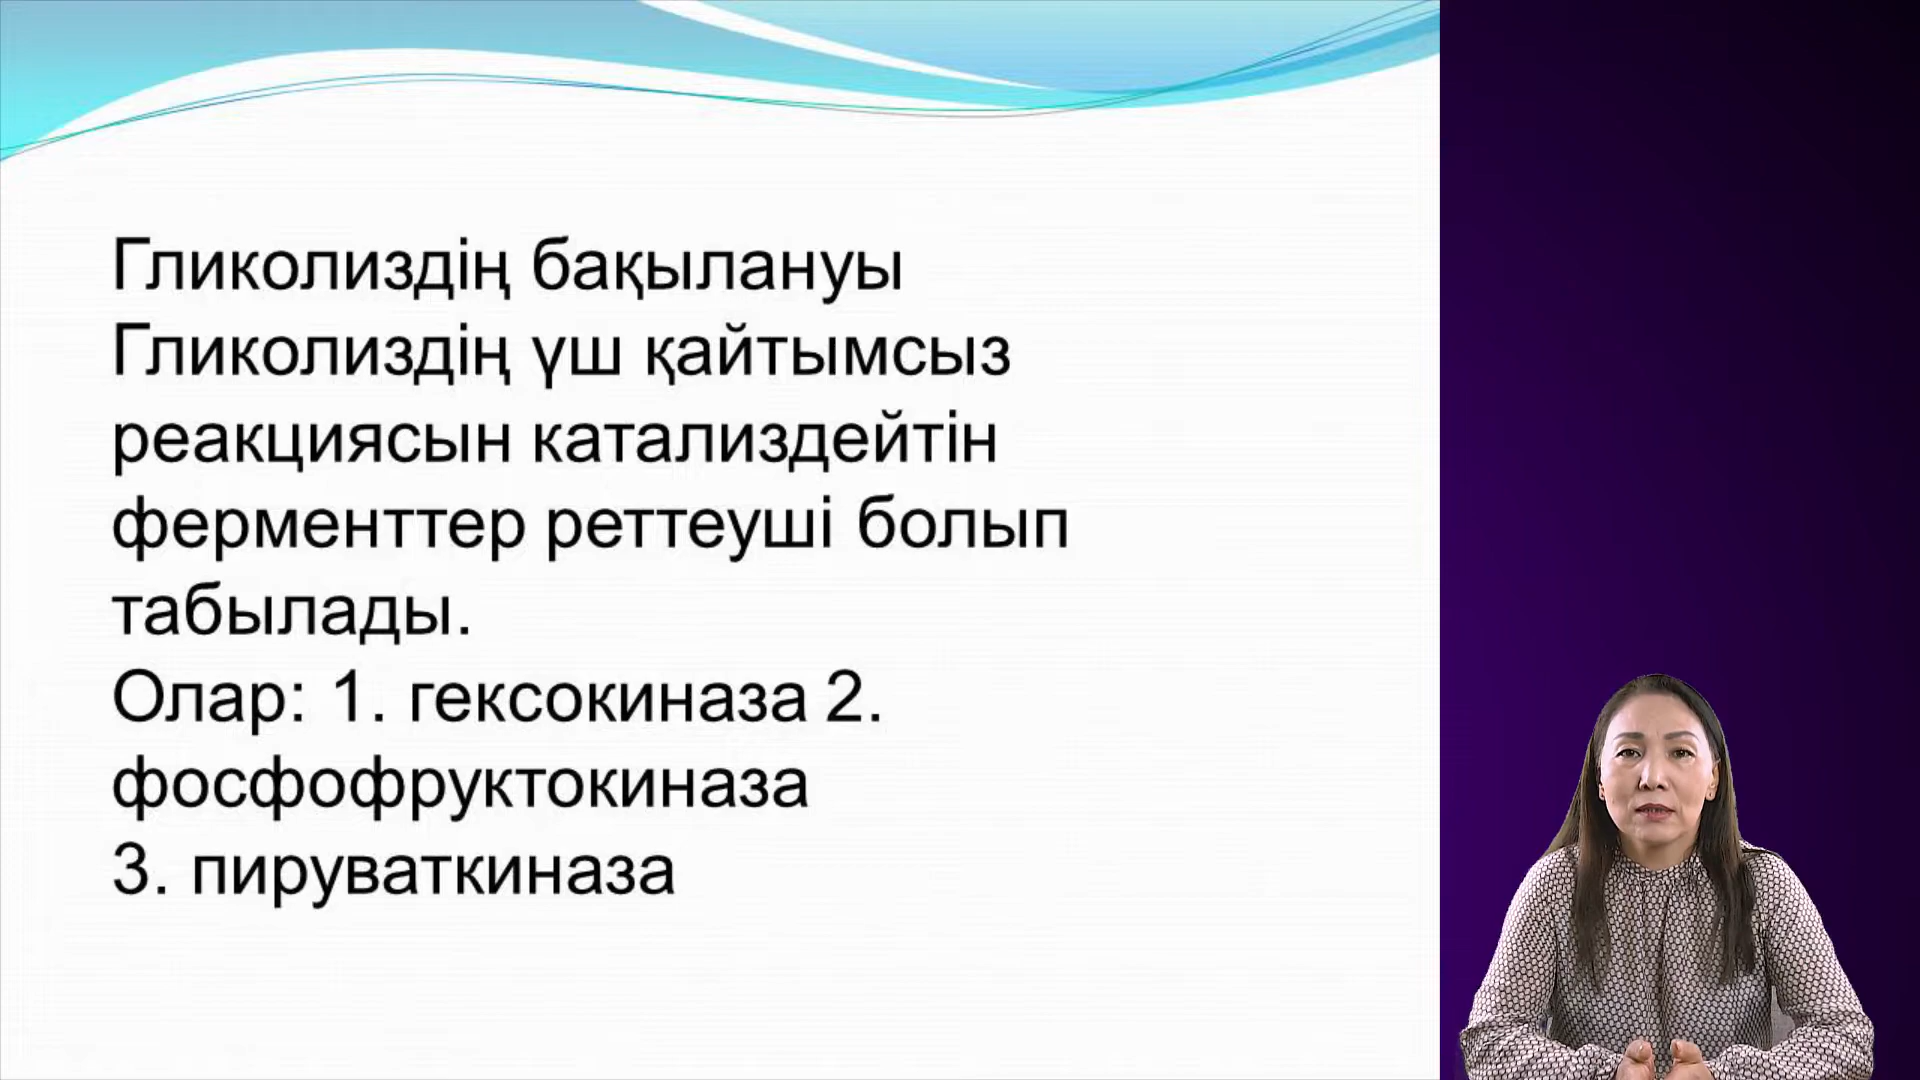 Гликолиздің бақылануы
Гликолиздің үш қайтымсыз
реакциясын катализдейтін
ферменттер реттеуші болып
табылады.
Олар: 1. гексокиназа 2.
фосфофруктокиназа
3. пируваткиназа